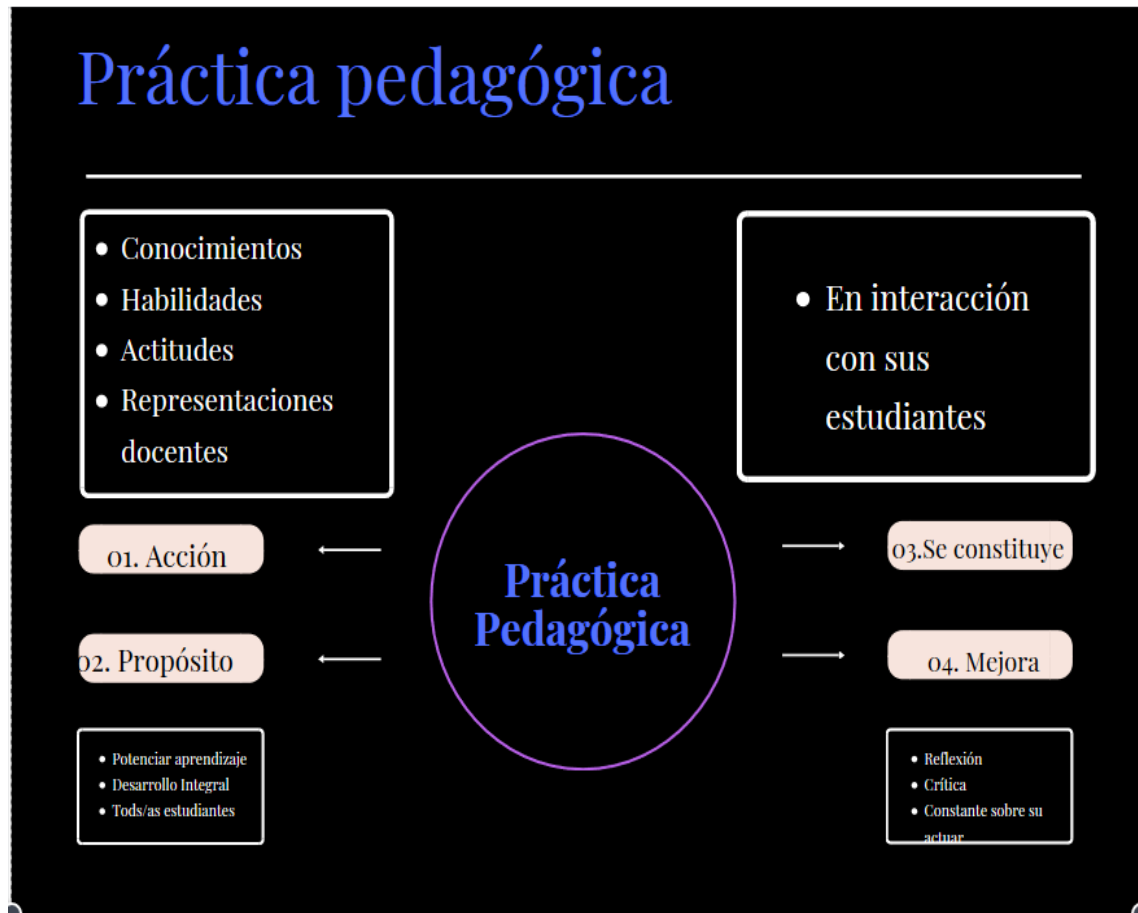 Práctica pedagógica
• Conocimientos
• Habilidades
• Actitudes
• Representaciones
docentes
• En interacción
con sus
estudiantes
01. Acción
02. Propósito
Práctica
Pedagógica
03.Se constituye
04. Mejora
• Potenciar aprendizaje
• Desarrollo Integral
• Tods/as estudiantes
• Reflexión
• Crítica
• Constante sobre su
actuar